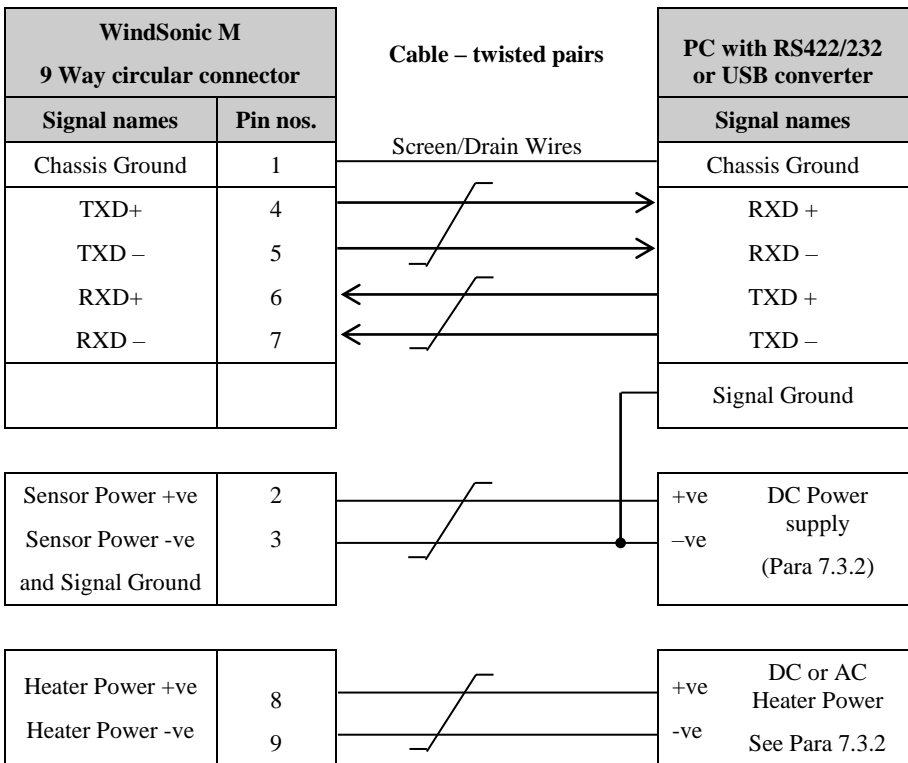 WindSonic M
9 Way circular connector
Cable – twisted pairs
PC with RS422/232
or USB converter
Signal names Pin nos.
Signal names
Screen/Drain Wires
Chassis Ground 1 Chassis Ground
TXD+ 4 RXD +
TXD – 5 RXD –
RXD+ 6 TXD +
RXD – 7 TXD –
Signal Ground
Sensor Power +ve 2 +ve DC Power
supply
Sensor Power -ve 3 –ve
(Para 7.3.2)
and Signal Ground
Heater Power +ve 8 +ve DC or AC
Heater Power
Heater Power -ve 9 -ve See Para 7.3.2